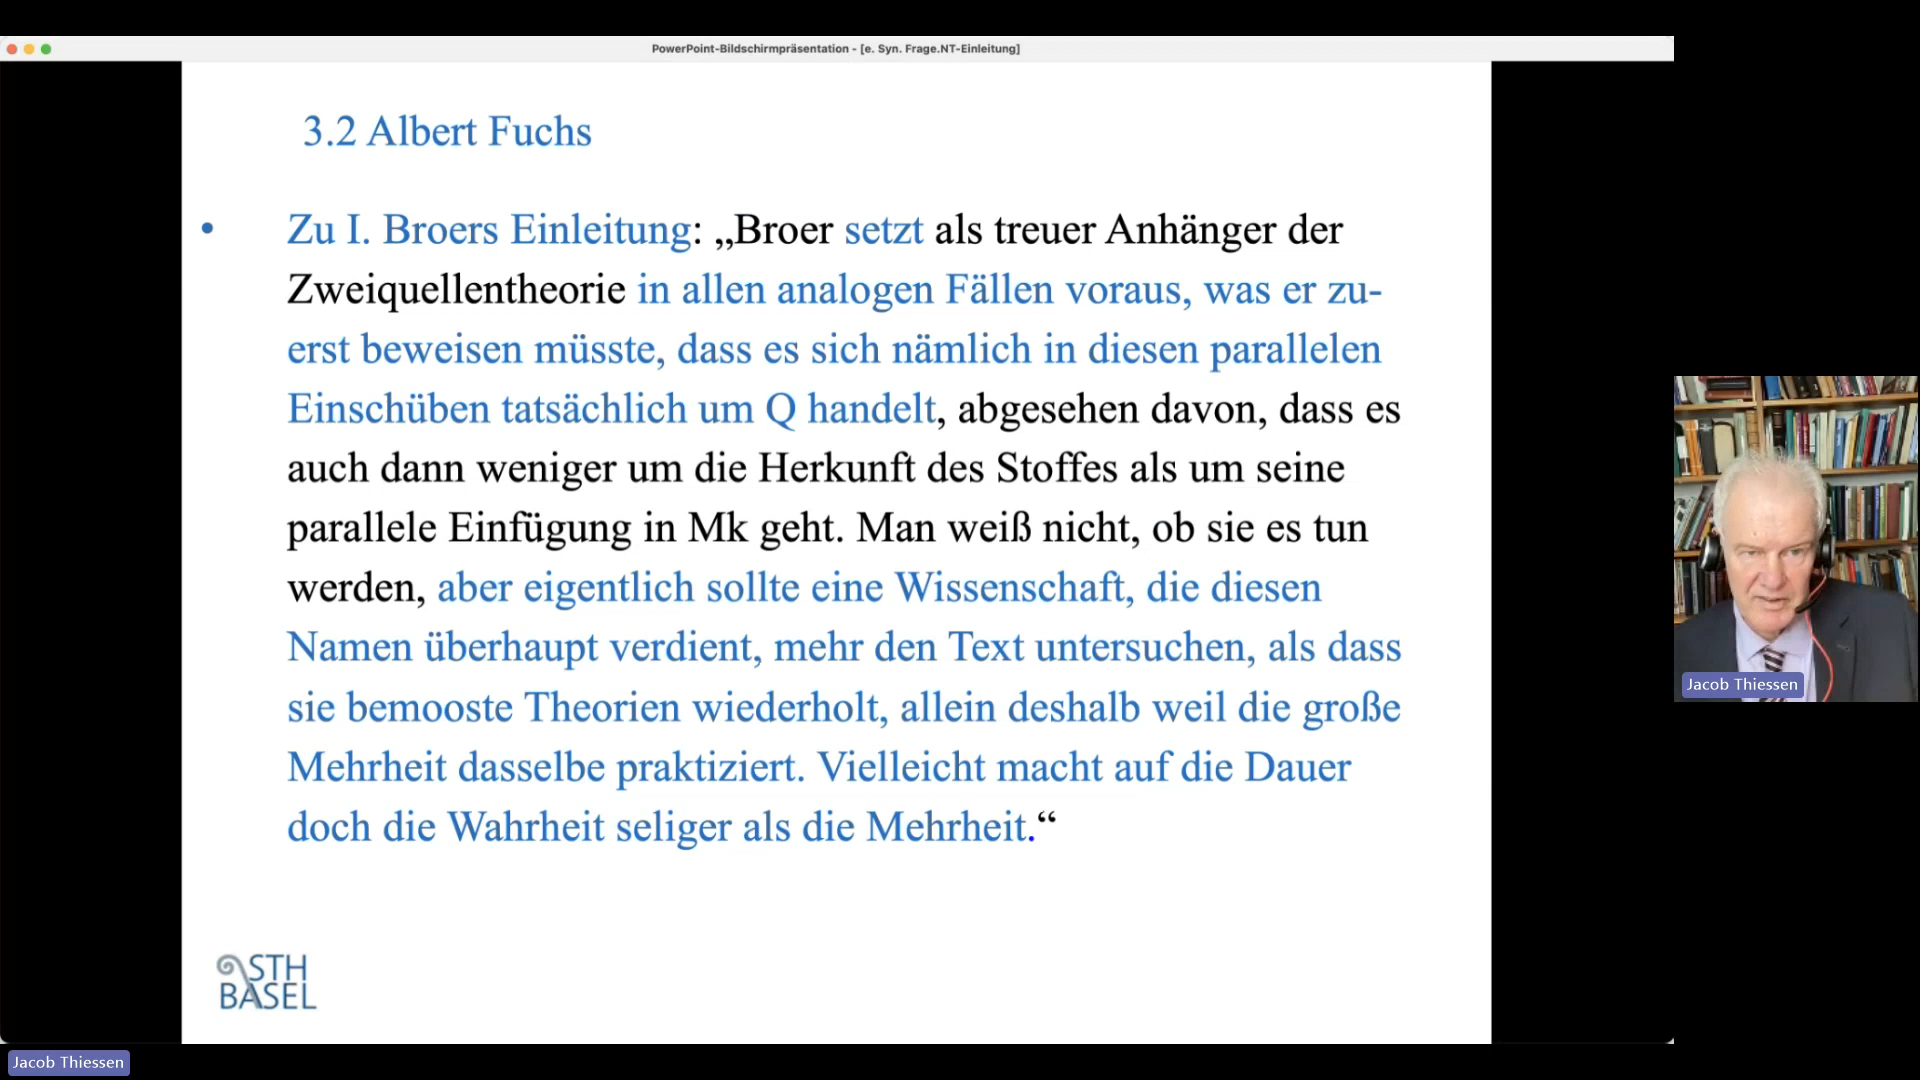 PowerPoint-Bildschirmpräsentation - [e. Syn. Frage.NT-Einleitung]
3.2 Albert Fuchs
• Zu I. Broers Einleitung: „Broer setzt als treuer Anhänger der
Zweiquellentheorie in allen analogen Fällen voraus, was er zu-
erst beweisen müsste, dass es sich nämlich in diesen parallelen
Einschüben tatsächlich um Q handelt, abgesehen davon, dass es
auch dann weniger um die Herkunft des Stoffes als um seine
parallele Einfügung in Mk geht. Man weiß nicht, ob sie es tun
werden, aber eigentlich sollte eine Wissenschaft, die diesen
Namen überhaupt verdient, mehr den Text untersuchen, als dass
sie bemooste Theorien wiederholt, allein deshalb weil die große
Mehrheit dasselbe praktiziert. Vielleicht macht auf die Dauer
doch die Wahrheit seliger als die Mehrheit.“
STH
BASEL
Jacob Thiessen
Jacob Thiessen